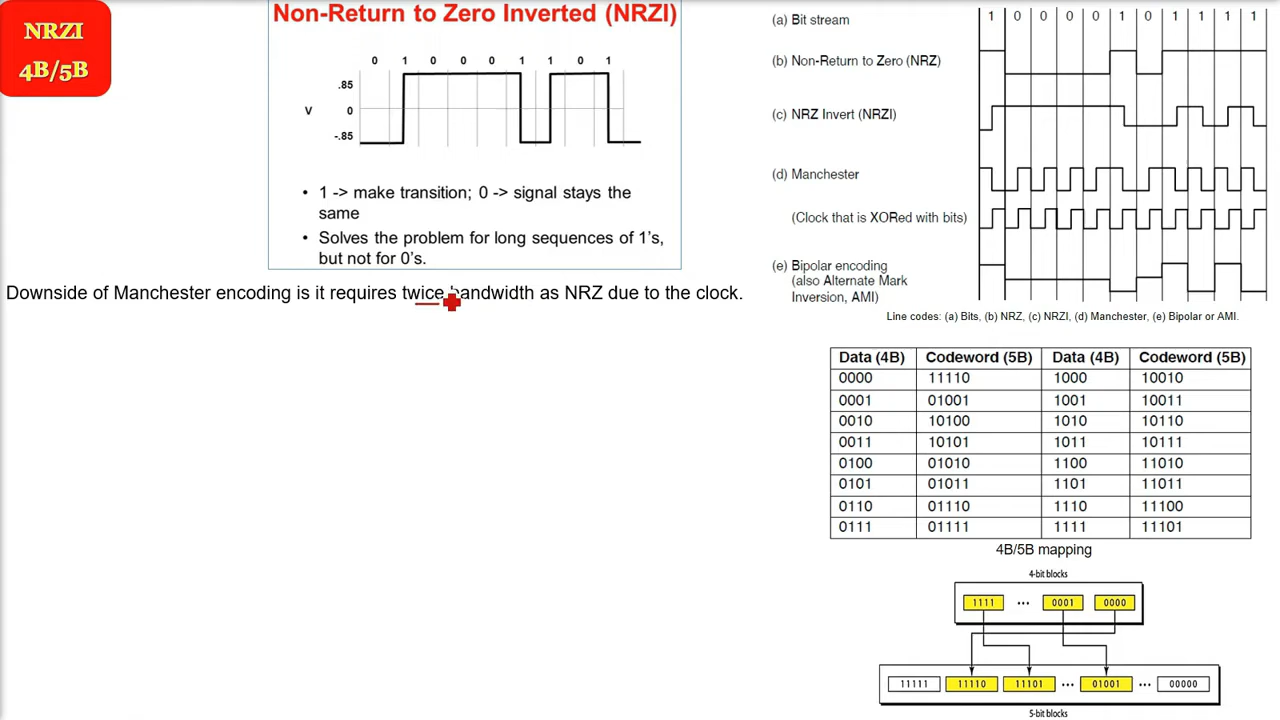 NRZI
4B/5B
Non-Return to Zero Inverted (NRZI)
0 1 0 0 0 1 1 0 1
.85
V 0
-.85
• 1 -> make transition; 0 -> signal stays the
same
• Solves the problem for long sequences of 1's,
but not for 0's.
Downside of Manchester encoding is it requires twice bandwidth as NRZ due to the clock.
(a) Bit stream 1 0 0 0 0 1 0 1 1 1 1
(b) Non-Return to Zero (NRZ)
(c) NRZ Invert (NRZI)
(d) Manchester
(Clock that is XORed with bits)
(e) Bipolar encoding
(also Alternate Mark
Inversion, AMI)
Line codes: (a) Bits, (b) NRZ, (c) NRZI, (d) Manchester, (e) Bipolar or AMI.
Data (4B) Codeword (5B) Data (4B) Codeword (5B)
0000 11110 1000 10010
0001 01001 1001 10011
0010 10100 1010 10110
0011 10101 1011 10111
0100 01010 1100 11010
0101 01011 1101 11011
0110 01110 1110 11100
0111 01111 1111 11101
4B/5B mapping
4-bit blocks
1111 ... 0001 0000
11111 11110 11101 ... 01001 ... 00000
5-bit blocks